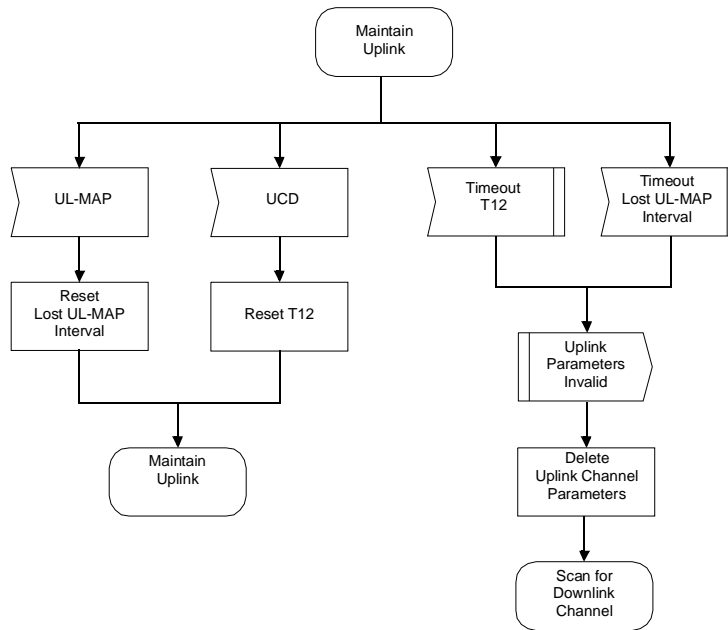 Maintain
Uplink
UL-MAP
UCD
Timeout
T12
Timeout
Lost UL-MAP
Interval
Reset
Lost UL-MAP
Interval
Reset T12
Uplink
Parameters
Invalid
Maintain
Uplink
Delete
Uplink Channel
Parameters
Scan for
Downlink
Channel